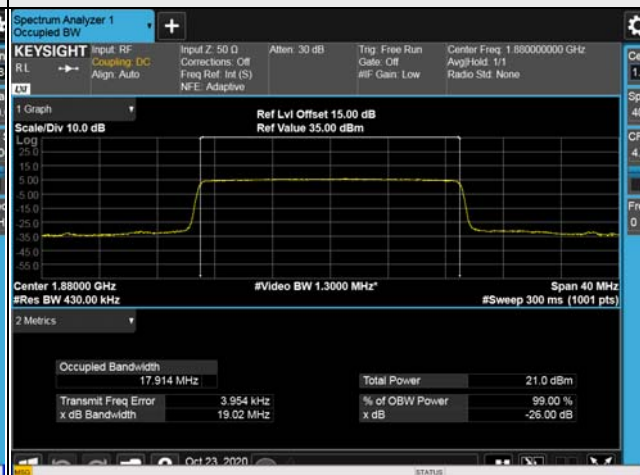 Spectrum Analyzer 1
Occupied BW
+
KEYSIGHT
Input: RF
Input Z: 50 Ω
Atten: 30 dB
Trig: Free Run
Center Freq: 1.880000000 GHz
RL
Coupling: DC
Corrections: Off
Gate: Off
Avg|Hold: 1/1
Align: Auto
Freq Ref: Int (S)
#IF Gain: Low
Radio Std: None
LXI
NFE: Adaptive
1 Graph
Ref Lvl Offset 15.00 dB
Scale/Div 10.0 dB
Ref Value 35.00 dBm
Log
25.0
15.0
5.00
-5.00
-15.0
-25.0
-35.0
-45.0
-55.0
Center 1.88000 GHz
#Video BW 1.3000 MHz*
Span 40 MHz
#Res BW 430.00 kHz
#Sweep 300 ms (1001 pts)
2 Metrics
Occupied Bandwidth
17.914 MHz
Total Power
21.0 dBm
Transmit Freq Error
3.954 kHz
% of OBW Power
99.00 %
x dB Bandwidth
19.02 MHz
x dB
-26.00 dB
Oct 23, 2020
MSG
STATUS